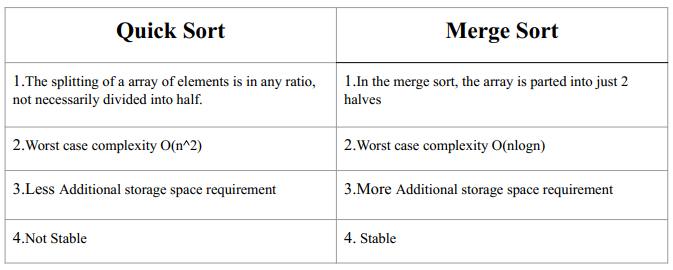 Quick Sort
Merge Sort
1.The splitting of a array of elements is in any ratio,
not necessarily divided into half.
1.In the merge sort, the array is parted into just 2
halves
2.Worst case complexity O(n^2)
2.Worst case complexity O(nlogn)
3.Less Additional storage space requirement
3.More Additional storage space requirement
4.Not Stable
4. Stable